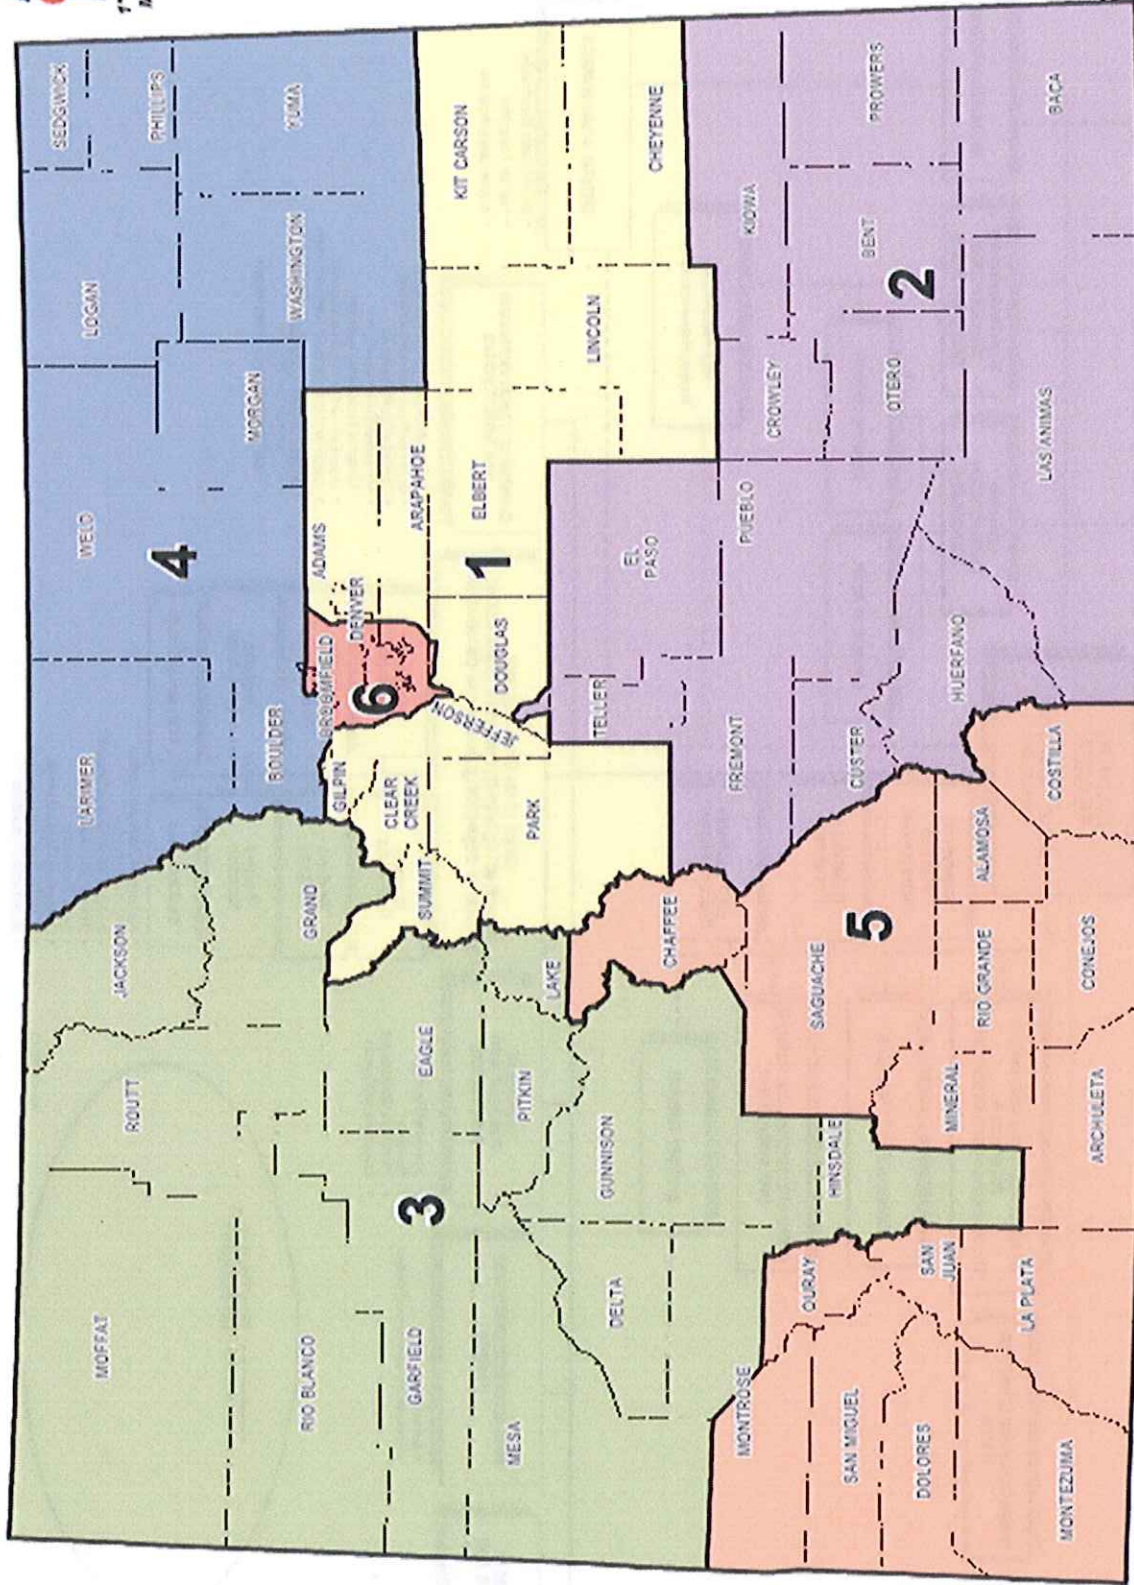 MOFFAT
ROUTT
JACKSON
LARIMER
WELD
LOGAN
SEDGWICK
PHILLIPS
4
RIO BLANCO
GRAND
BOULDER
MORGAN
WASHINGTON
YUMA
GARFIELD
3
EAGLE
SUMMIT
GILPIN
CLEAR
CREEK
BROOMFIELD
6
DENVER
ADAMS
ARAPAHOE
MESA
PITKIN
LAKE
PARK
JEFFERSON
DOUGLAS
1
ELBERT
KIT CARSON
DELTA
GUNNISON
CHAFFEE
TELLER
EL
PASO
LINCOLN
CHEYENNE
MONTROSE
OURAY
HINSDALE
SAGUACHE
FREMONT
PUEBLO
CROWLEY
KIOWA
SAN MIGUEL
5
CUSTER
OTERO
BENT
2
PROWERS
DOLORES
SAN
JUAN
MINERAL
RIO GRANDE
ALAMOSA
HUERFANO
MONTEZUMA
LA PLATA
ARCHULETA
CONEJOS
COSTILLA
LAS ANIMAS
BACA